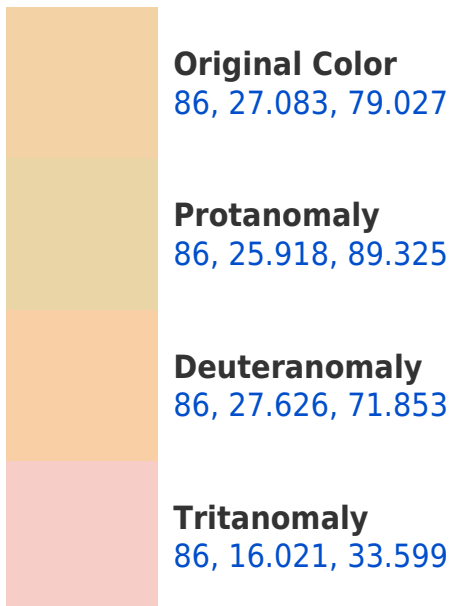 Original Color
86, 27.083, 79.027
Protanomaly
86, 25.918, 89.325
Deuteranomaly
86, 27.626, 71.853
Tritanomaly
86, 16.021, 33.599